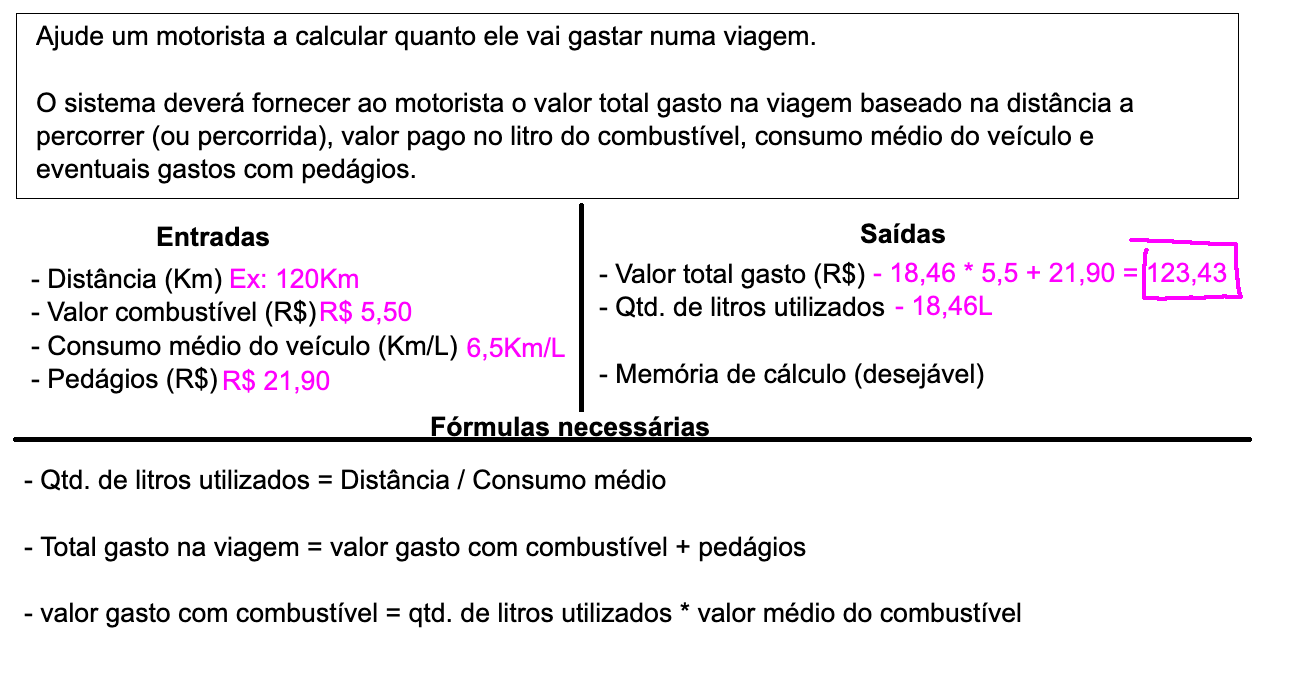 Ajude um motorista a calcular quanto ele vai gastar numa viagem.
O sistema deverá fornecer ao motorista o valor total gasto na viagem baseado na distância a
percorrer (ou percorrida), valor pago no litro do combustível, consumo médio do veículo e
eventuais gastos com pedágios.
Entradas
- Distância (Km) Ex: 120Km
- Valor combustível (R$) R$ 5,50
- Consumo médio do veículo (Km/L) 6,5Km/L
- Pedágios (R$) R$ 21,90
Saídas
- Valor total gasto (R$) - 18,46 * 5,5 + 21,90 = 123,43
- Qtd. de litros utilizados - 18,46L
- Memória de cálculo (desejável)
Fórmulas necessárias
- Qtd. de litros utilizados = Distância / Consumo médio
- Total gasto na viagem = valor gasto com combustível + pedágios
- valor gasto com combustível = qtd. de litros utilizados * valor médio do combustível